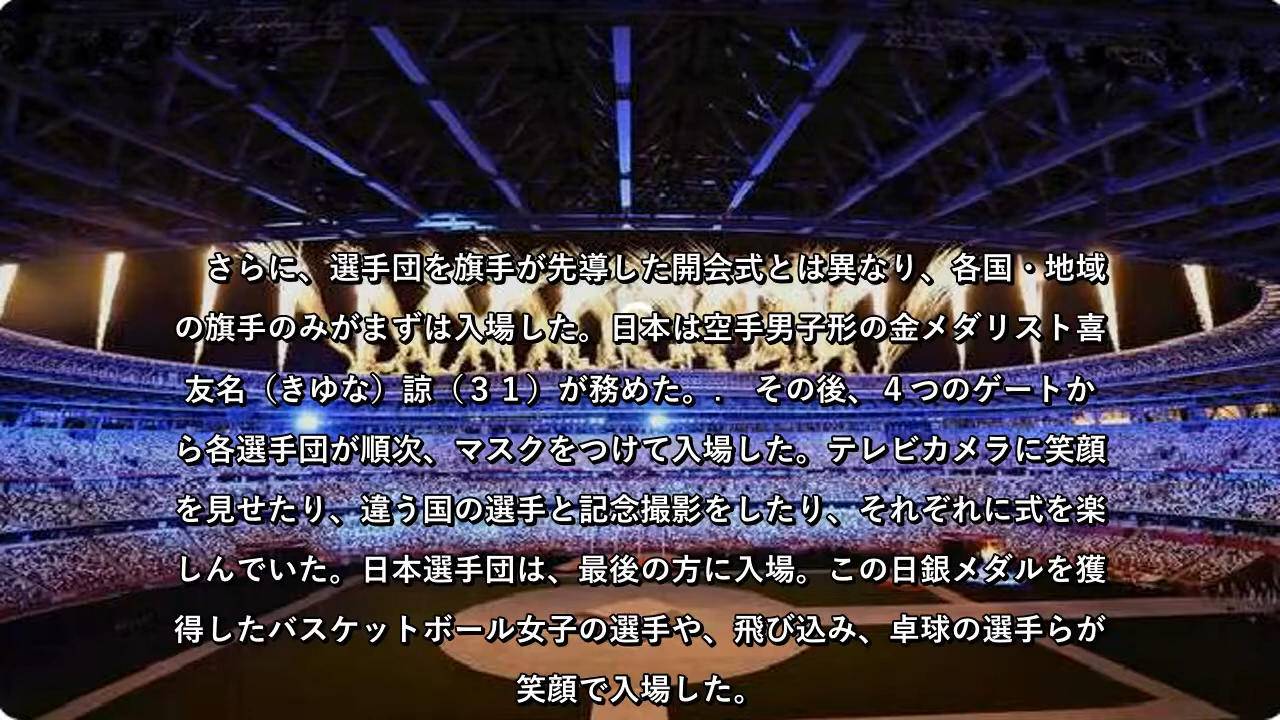 さらに、選手団を旗手が先導した開会式とは異なり、各国・地域
の旗手のみがまずは入場した。日本は空手男子形の金メダリスト喜
友名（きゆな）諒（３１）が務めた。.　その後、４つのゲートか
ら各選手団が順次、マスクをつけて入場した。テレビカメラに笑顔
を見せたり、違う国の選手と記念撮影をしたり、それぞれに式を楽
しんでいた。日本選手団は、最後の方に入場。この日銀メダルを獲
得したバスケットボール女子の選手や、飛び込み、卓球の選手らが
笑顔で入場した。